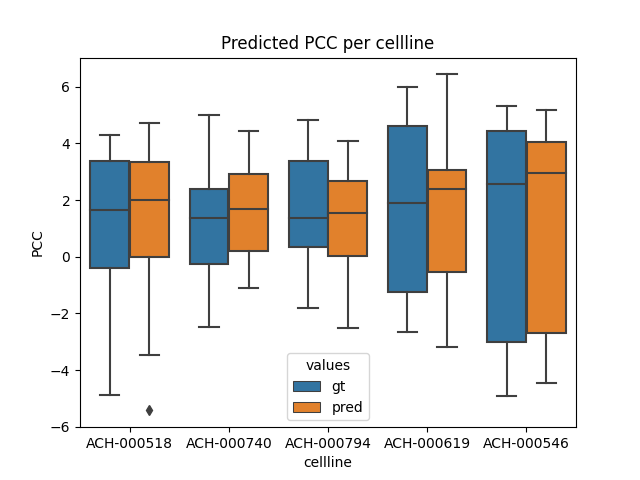 Predicted PCC per cellline
PCC
6
4
2
0
−2
−4
−6
values
gt
pred
ACH-000518 ACH-000740 ACH-000794 ACH-000619 ACH-000546
cellline